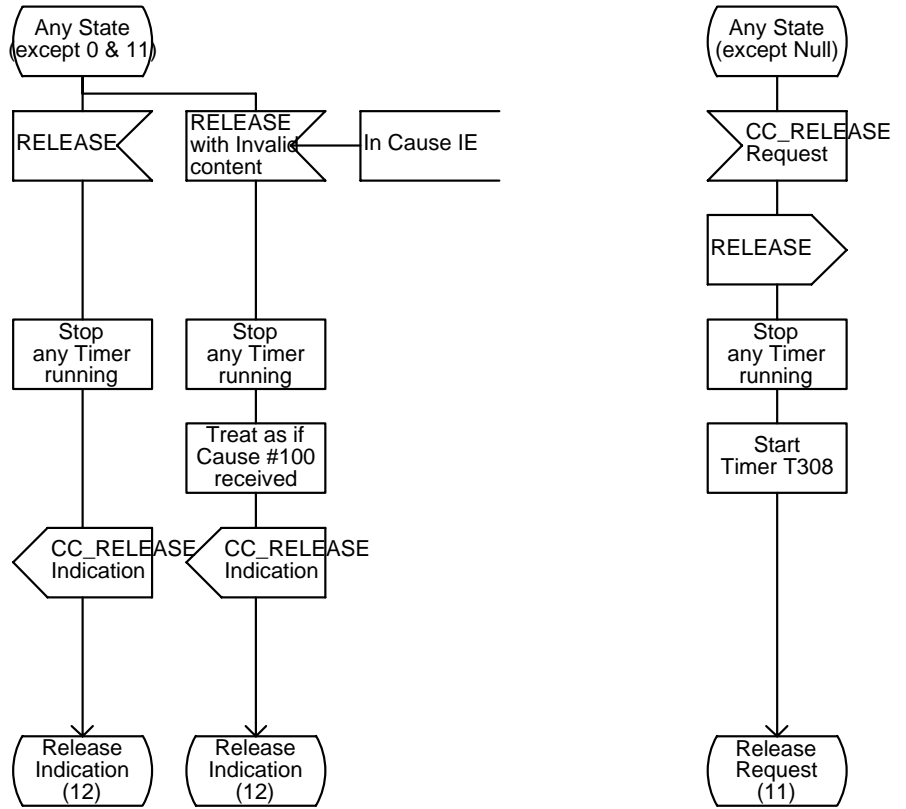 Any State
(except 0 & 11)
RELEASE
RELEASE
with Invalid
content
In Cause IE
Stop
any Timer
running
Stop
any Timer
running
Treat as if
Cause #100
received
CC_RELEASE
Indication
CC_RELEASE
Indication
Release
Indication
(12)
Release
Indication
(12)
Any State
(except Null)
CC_RELEASE
Request
RELEASE
Stop
any Timer
running
Start
Timer T308
Release
Request
(11)